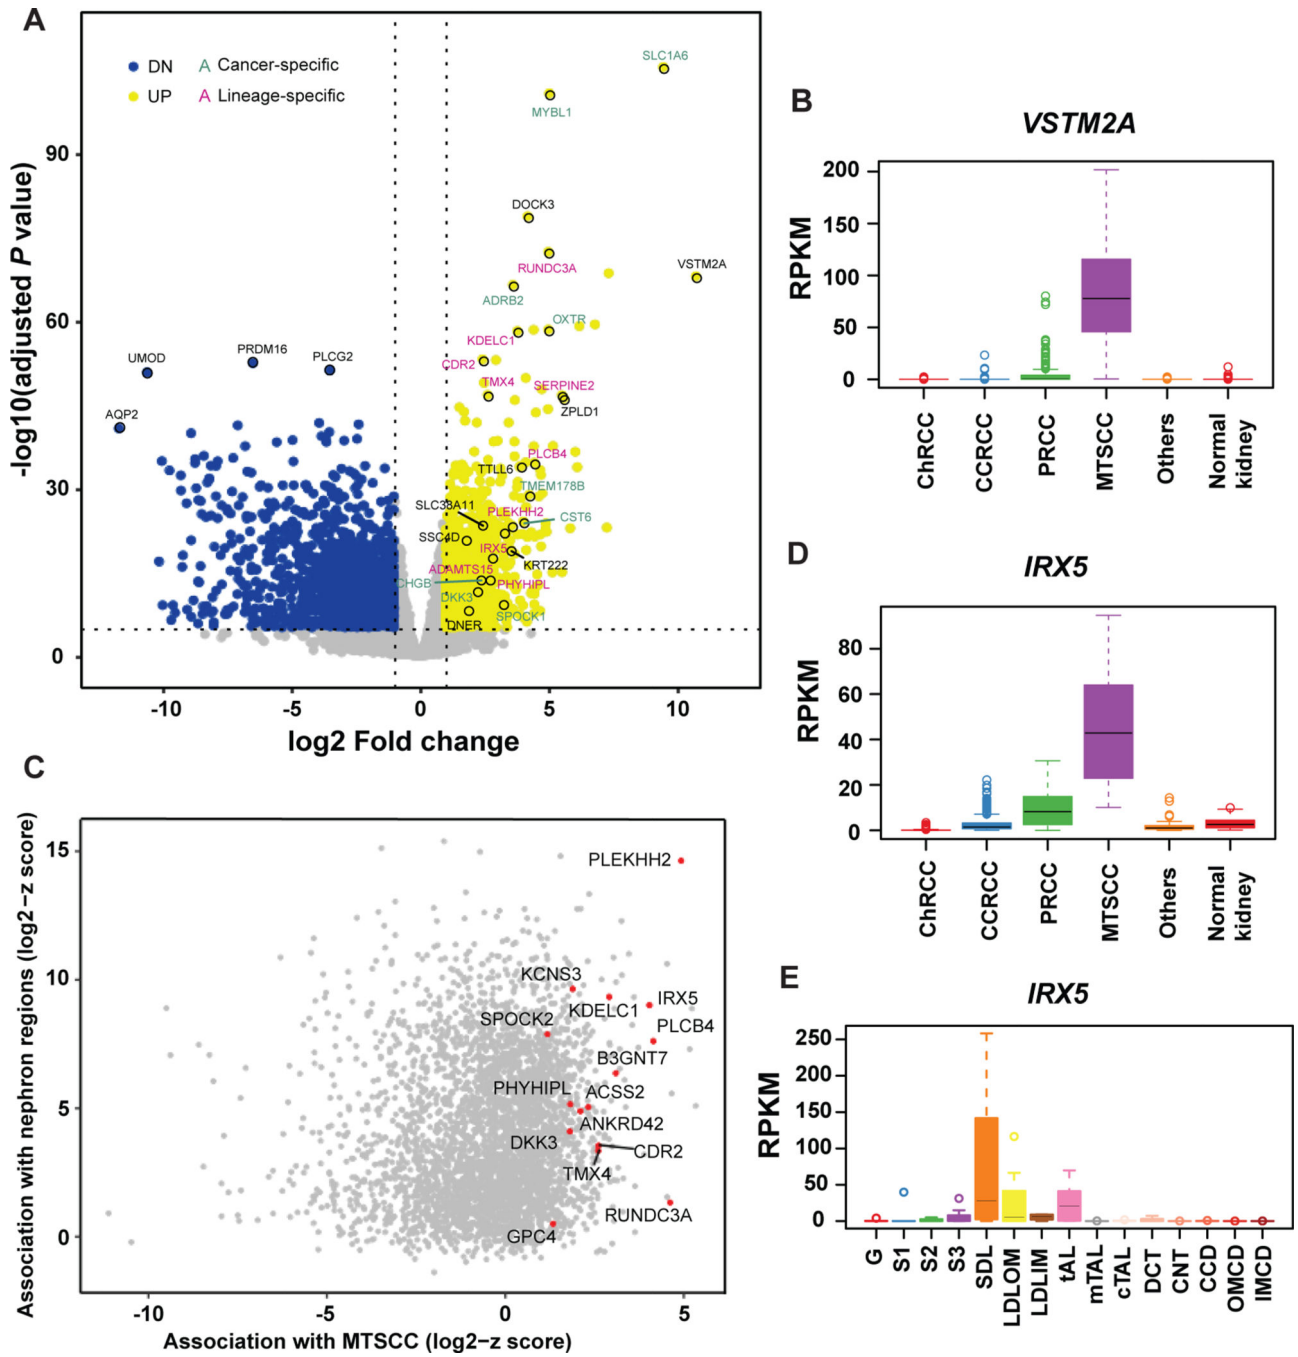 A
DN
A Cancer-specific
UP
A Lineage-specific
SLC1A6
MYBL1
DOCK3
RUNDC3A
VSTM2A
ADRB2
OXTR
KDELC1
CDR2
TMX4
SERPINE2
ZPLD1
UMOD
PRDM16
PLCG2
AQP2
PLCB4
TTLL6
TMEM178B
SLC38A11
PLEKHH2
CST6
SSC4D
IRX5
KRT222
ADAMTS15
CHGB
PHYHIPL
DKK3
SPOCK1
DNER
90
60
30
0
-10
-5
0
5
10
-log10(adjusted P value)
log2 Fold change
B
VSTM2A
RPKM
200
150
100
50
0
ChRCC
CCRCC
PRCC
MTSCC
Others
Normal
kidney
C
PLEKHH2
KCNS3
KDELC1
IRX5
SPOCK2
PLCB4
B3GNT7
PHYHIPL
ACSS2
ANKRD42
DKK3
CDR2
TMX4
RUNDC3A
GPC4
15
10
5
0
-10
-5
0
5
Association with nephron regions (log2−z score)
Association with MTSCC (log2−z score)
D
IRX5
RPKM
80
60
40
20
0
ChRCC
CCRCC
PRCC
MTSCC
Others
Normal
kidney
E
IRX5
RPKM
250
200
150
100
50
0
G
S1
S2
S3
SDL
LDLOM
LDLIM
tAL
mTAL
cTAL
DCT
CNT
CCD
OMCD
IMCD